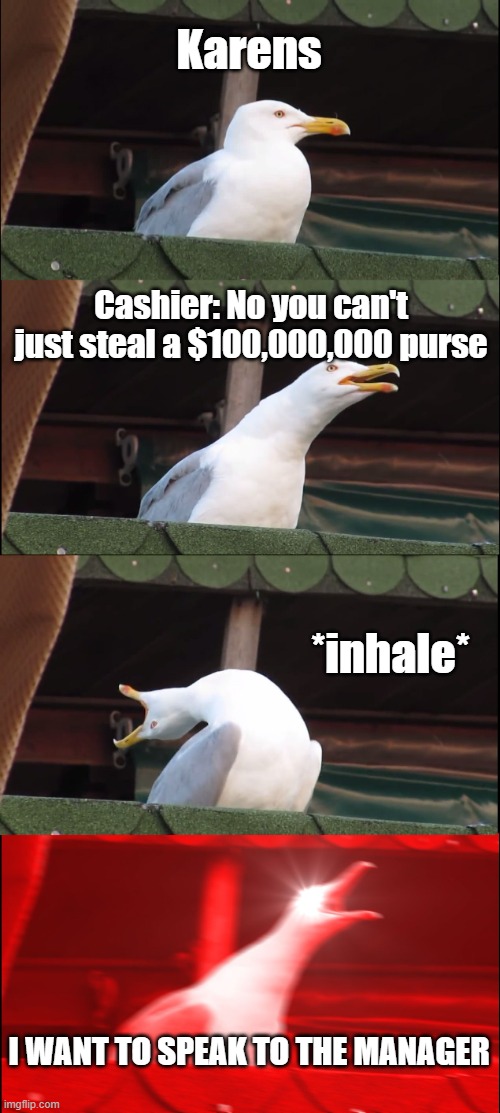 Karens
Cashier: No you can't
just steal a $100,000,000 purse
*inhale*
I WANT TO SPEAK TO THE MANAGER
imgflip.com